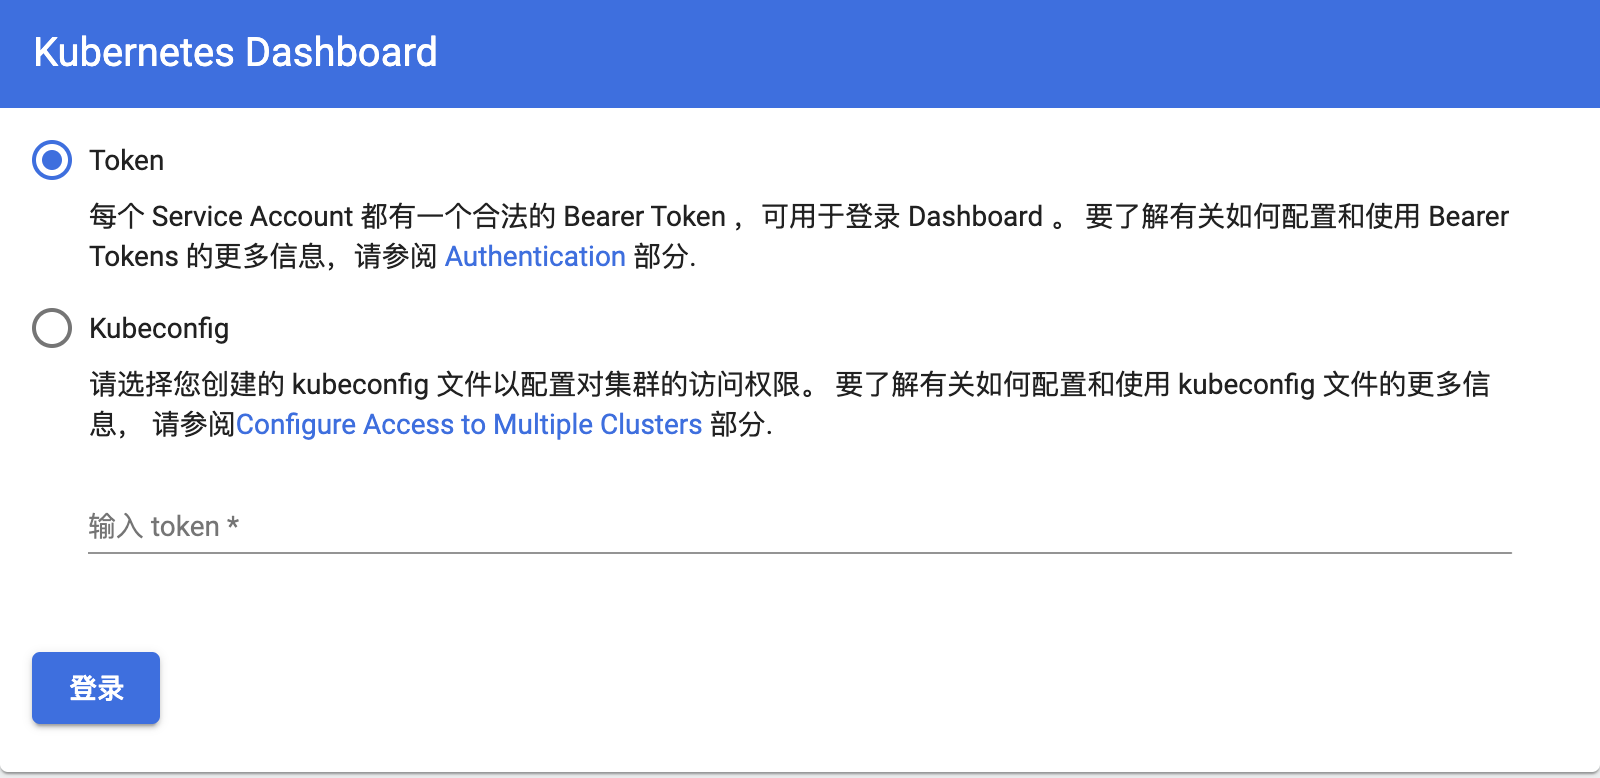 Kubernetes Dashboard
Token
每个 Service Account 都有一个合法的 Bearer Token ，可用于登录 Dashboard 。 要了解有关如何配置和使用 Bearer
Tokens 的更多信息，请参阅 Authentication 部分.
Kubeconfig
请选择您创建的 kubeconfig 文件以配置对集群的访问权限。 要了解有关如何配置和使用 kubeconfig 文件的更多信
息， 请参阅Configure Access to Multiple Clusters 部分.
输入 token *
登录